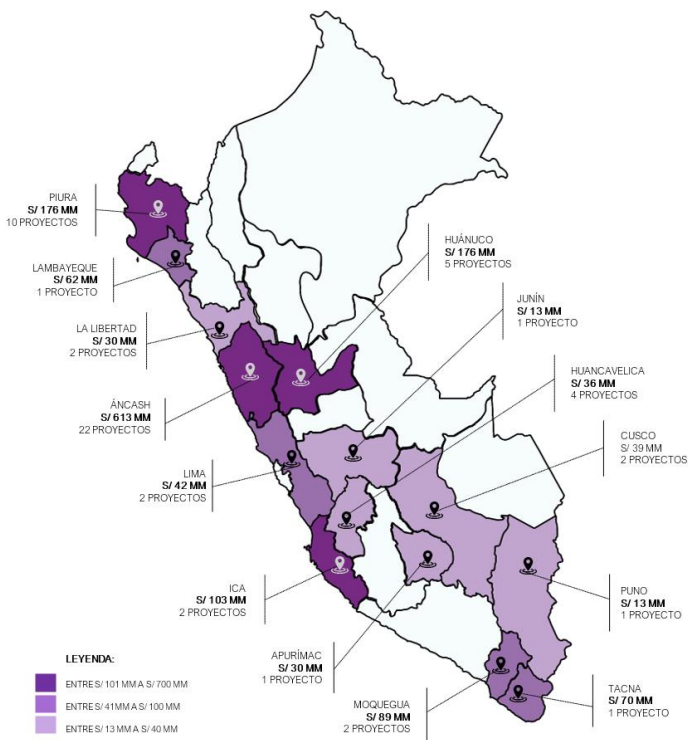 PIURA
S/ 176 MM
10 PROYECTOS
LAMBAYEQUE
S/ 62 MM
1 PROYECTO
LA LIBERTAD
S/ 30 MM
2 PROYECTOS
ÁNCASH
S/ 613 MM
22 PROYECTOS
LIMA
S/ 42 MM
2 PROYECTOS
ICA
S/ 103 MM
2 PROYECTOS
APURÍMAC
S/ 30 MM
1 PROYECTO
MOQUEGUA
S/ 89 MM
2 PROYECTOS
HUÁNUCO
S/ 176 MM
5 PROYECTOS
JUNÍN
S/ 13 MM
1 PROYECTO
HUANCAVELICA
S/ 36 MM
4 PROYECTOS
CUSCO
S/ 39 MM
2 PROYECTOS
PUNO
S/ 13 MM
1 PROYECTO
TACNA
S/ 70 MM
1 PROYECTO
LEYENDA:
ENTRE S/ 101 MM A S/ 700 MM
ENTRE S/ 41 MM A S/ 100 MM
ENTRE S/ 13 MM A S/ 40 MM